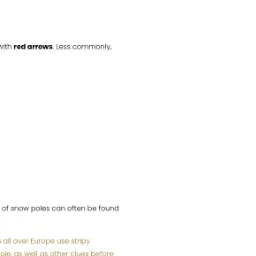 with red arrows. Less commonly,
of snow poles can often be found
all over Europe use stripy
pole, as well as other clues before